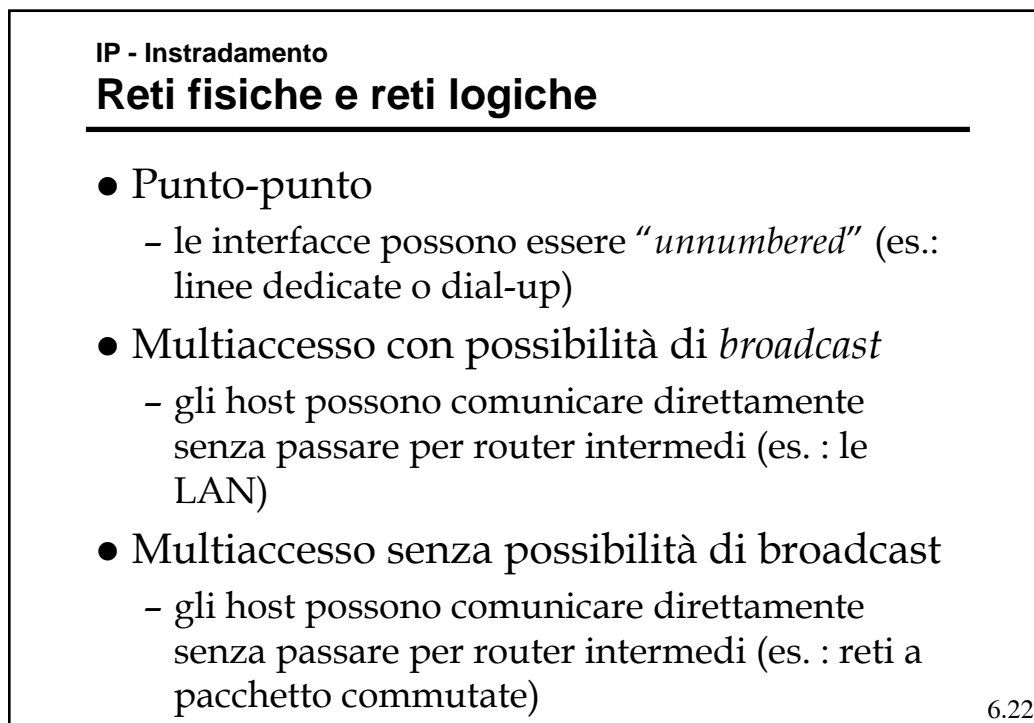 IP - Instradamento
Reti fisiche e reti logiche
● Punto-punto
– le interfacce possono essere “unnumbered” (es.:
linee dedicate o dial-up)
● Multiaccesso con possibilità di broadcast
– gli host possono comunicare direttamente
senza passare per router intermedi (es. : le
LAN)
● Multiaccesso senza possibilità di broadcast
– gli host possono comunicare direttamente
senza passare per router intermedi (es. : reti a
pacchetto commutate)
6.22